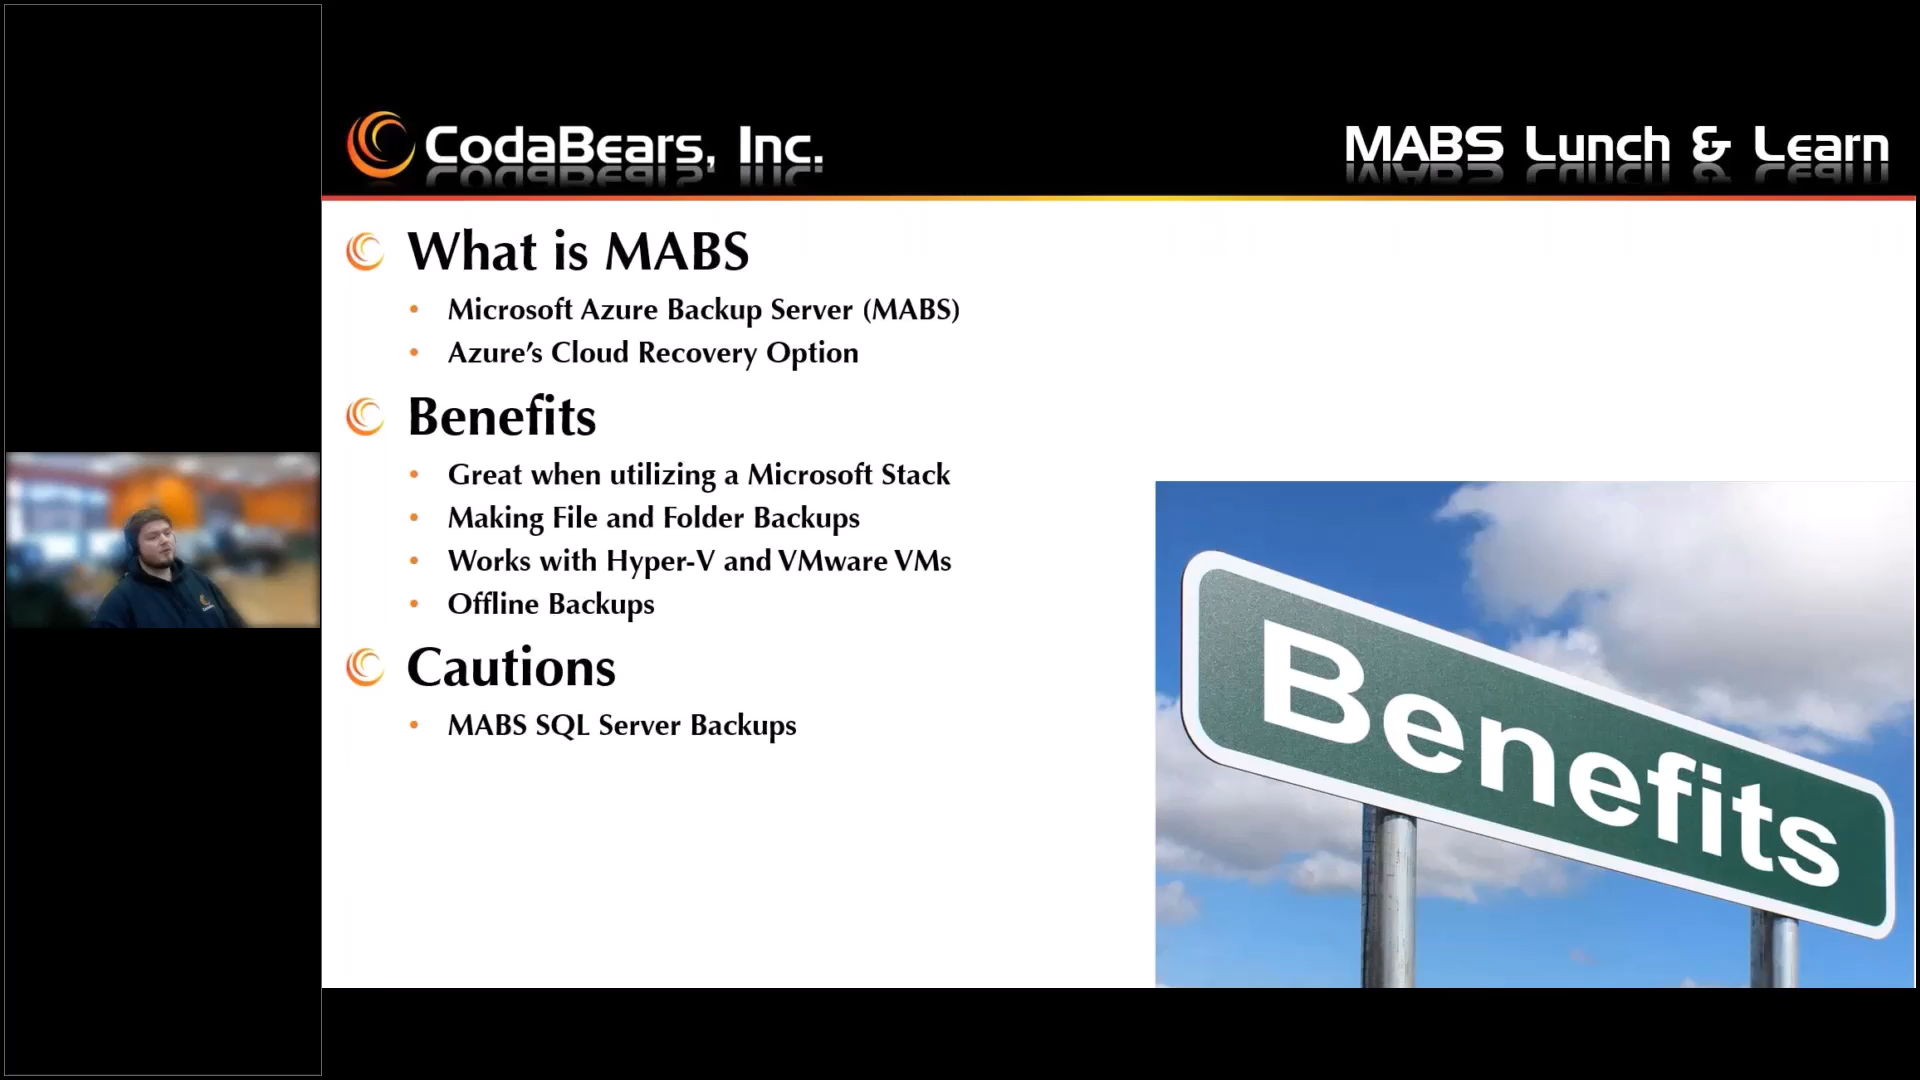 CodaBears, Inc.
MABS Lunch & Learn
What is MABS
• Microsoft Azure Backup Server (MABS)
• Azure’s Cloud Recovery Option
Benefits
• Great when utilizing a Microsoft Stack
• Making File and Folder Backups
• Works with Hyper-V and VMware VMs
• Offline Backups
Cautions
• MABS SQL Server Backups
Benefits